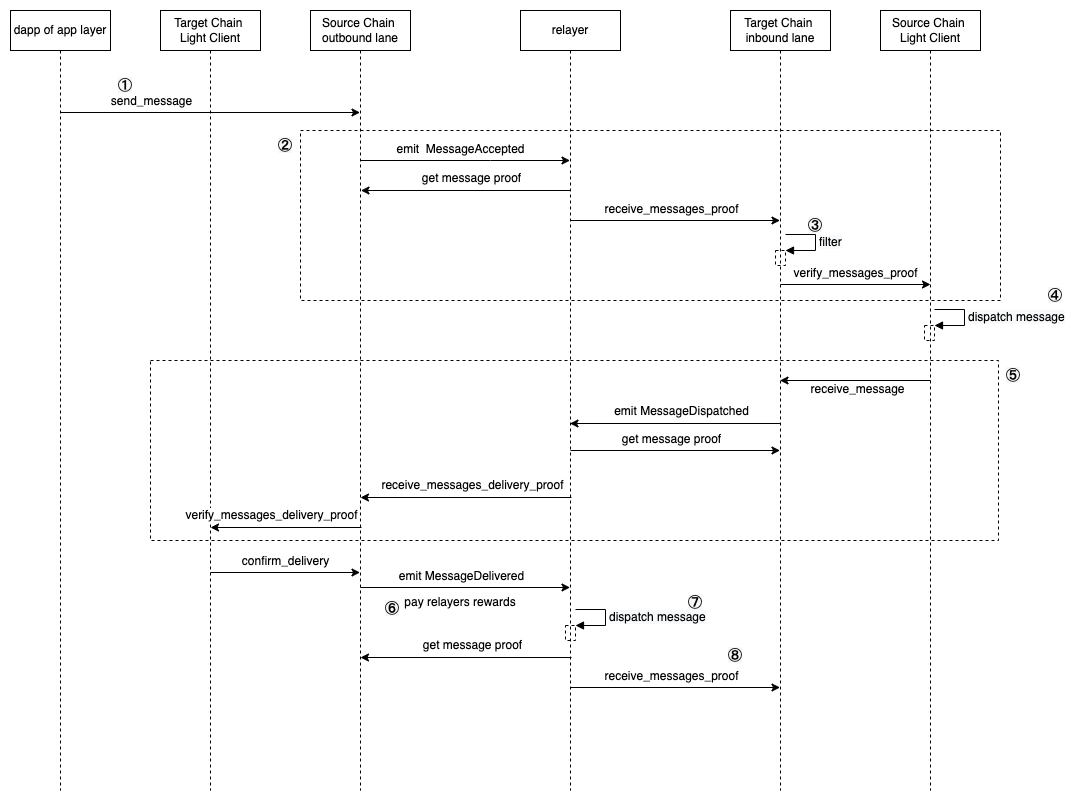 dapp of app layer
Target Chain
Light Client
Source Chain
outbound lane
relayer
Target Chain
inbound lane
Source Chain
Light Client
①
send_message
②
emit MessageAccepted
get message proof
receive_messages_proof
③
filter
verify_messages_proof
④
dispatch message
⑤
receive_message
emit MessageDispatched
get message proof
receive_messages_delivery_proof
verify_messages_delivery_proof
confirm_delivery
emit MessageDelivered
⑥ pay relayers rewards
⑦
dispatch message
get message proof
⑧
receive_messages_proof